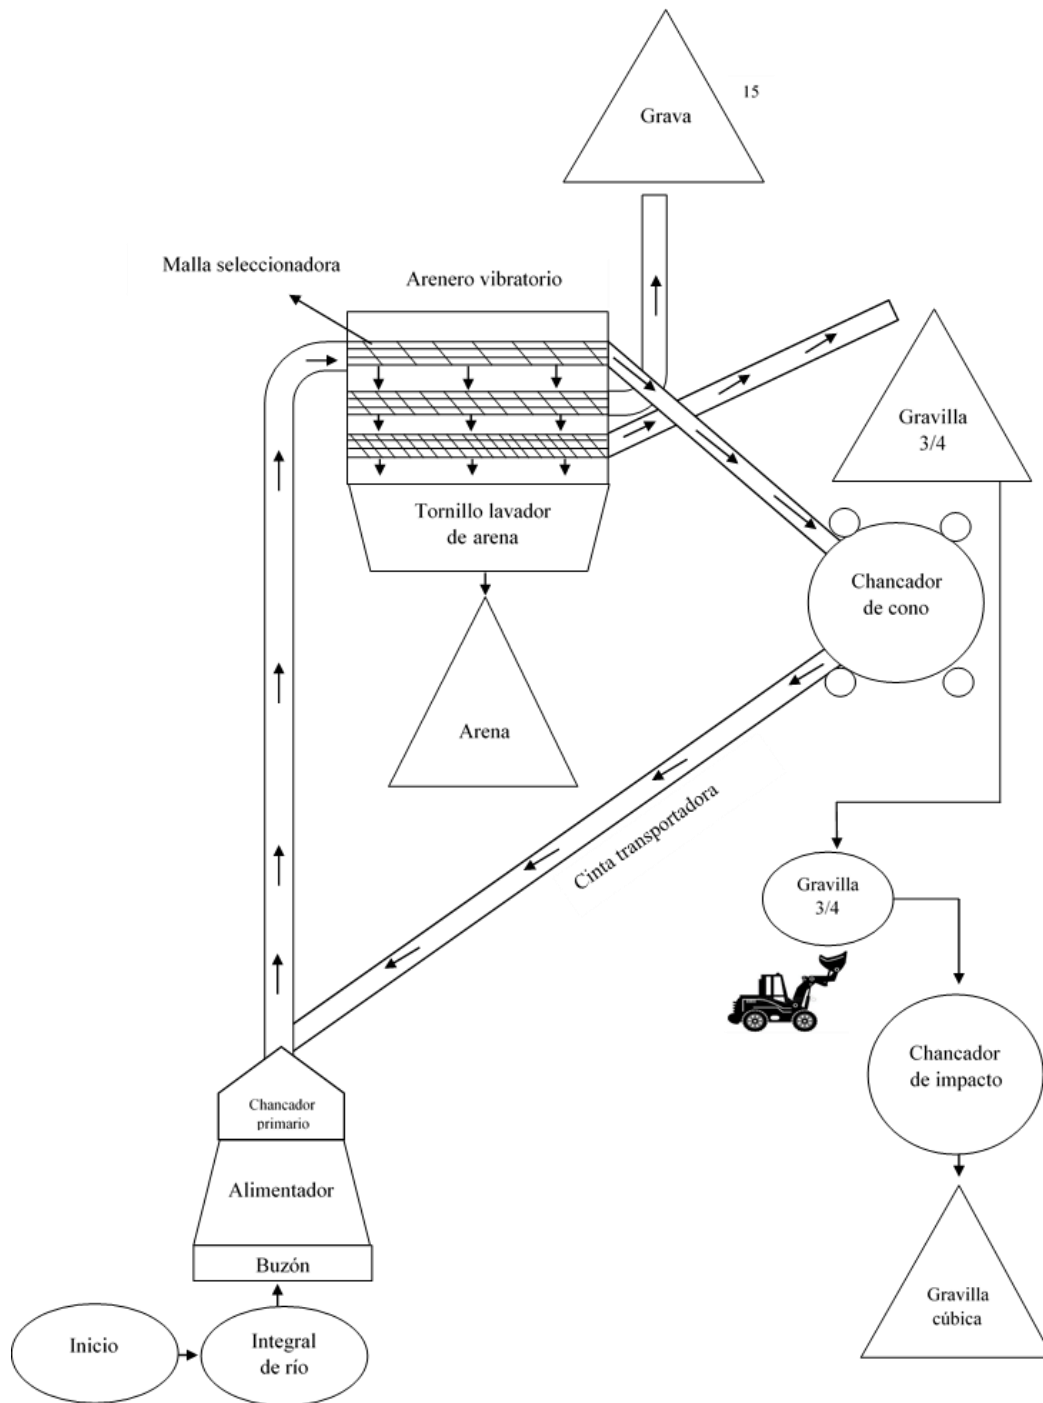 Grava
15
Malla seleccionadora
Arenero vibratorio
Gravilla
3/4
Tornillo lavador
de arena
Chancador
de cono
Arena
Cinta transportadora
Gravilla
3/4
Chancador
de impacto
Chancador
primario
Alimentador
Buzón
Gravilla
cúbica
Inicio
Integral
de río